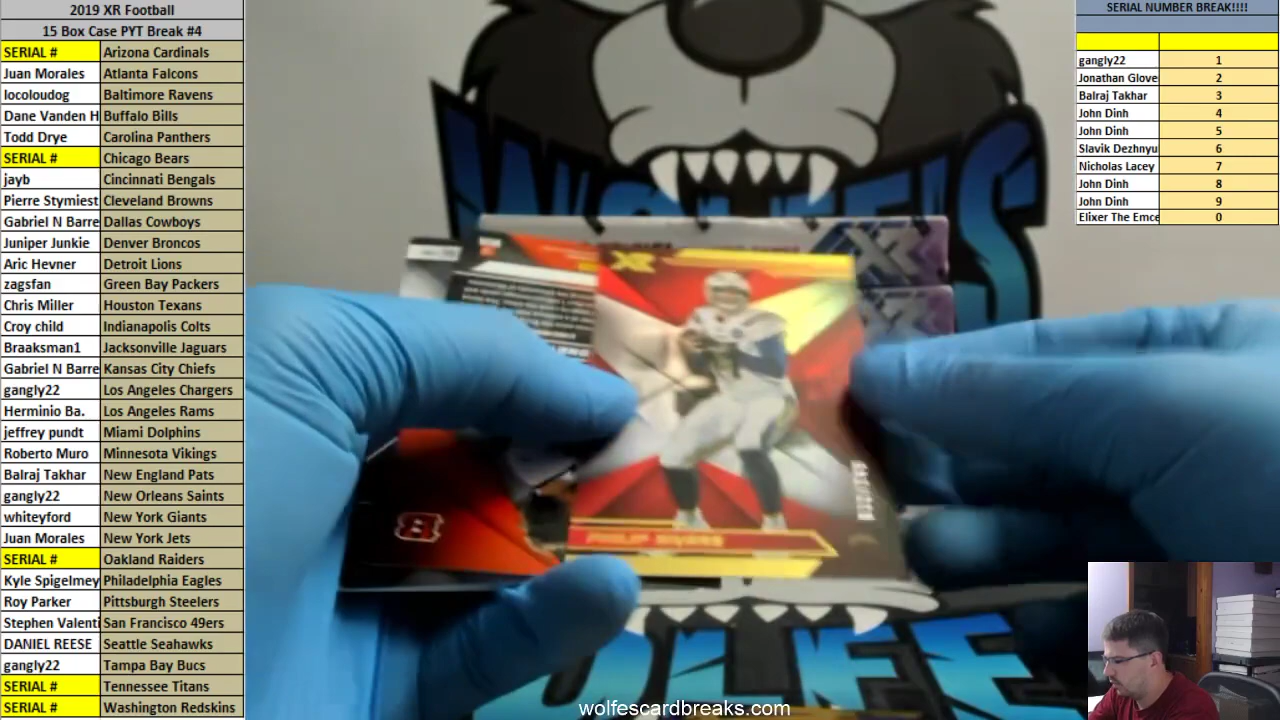 2019 XR Football
15 Box Case PYT Break #4
SERIAL # Arizona Cardinals
Juan Morales Atlanta Falcons
locoloudog Baltimore Ravens
Dane Vanden H Buffalo Bills
Todd Drye Carolina Panthers
SERIAL # Chicago Bears
jayb Cincinnati Bengals
Pierre Stymiest Cleveland Browns
Gabriel N Barre Dallas Cowboys
Juniper Junkie Denver Broncos
Aric Hevner Detroit Lions
zagsfan Green Bay Packers
Chris Miller Houston Texans
Croy child Indianapolis Colts
Braaksman1 Jacksonville Jaguars
Gabriel N Barre Kansas City Chiefs
gangly22 Los Angeles Chargers
Herminio Ba. Los Angeles Rams
jeffrey pundt Miami Dolphins
Roberto Muro Minnesota Vikings
Balraj Takhar New England Pats
gangly22 New Orleans Saints
whiteyford New York Giants
Juan Morales New York Jets
SERIAL # Oakland Raiders
Kyle Spigelmey Philadelphia Eagles
Roy Parker Pittsburgh Steelers
Stephen Valenti San Francisco 49ers
DANIEL REESE Seattle Seahawks
gangly22 Tampa Bay Bucs
SERIAL # Tennessee Titans
SERIAL # Washington Redskins
SERIAL NUMBER BREAK!!!!
gangly22 1
Jonathan Glove 2
Balraj Takhar 3
John Dinh 4
John Dinh 5
Slavik Dezhnyu 6
Nicholas Lacey 7
John Dinh 8
John Dinh 9
Elixer The Emce 0
WOLFE'S
XR
XR
PHILIP RIVERS
B
OLFE
wolfescardbreaks.com